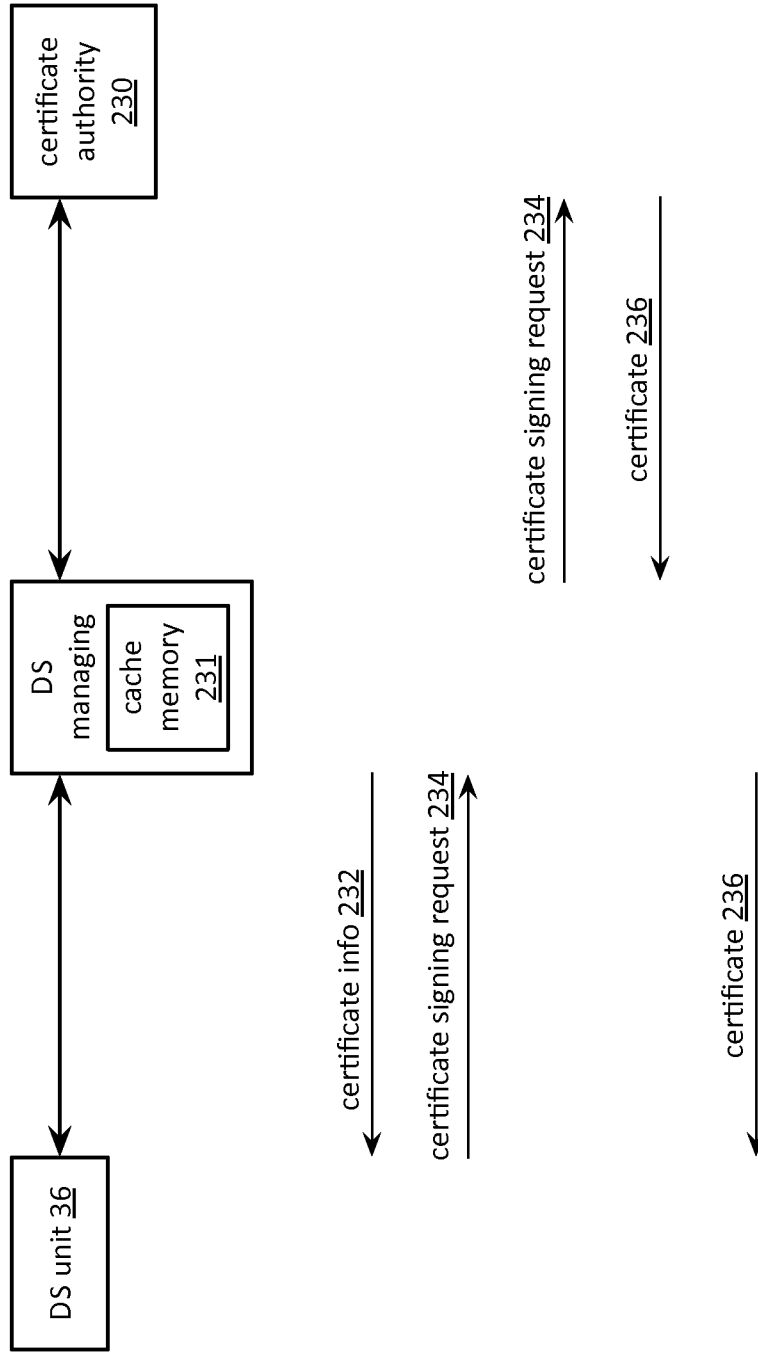 DS unit 36
DS
managing
cache
memory
231
certificate
authority
230
certificate info 232
certificate signing request 234
certificate signing request 234
certificate 236
certificate 236